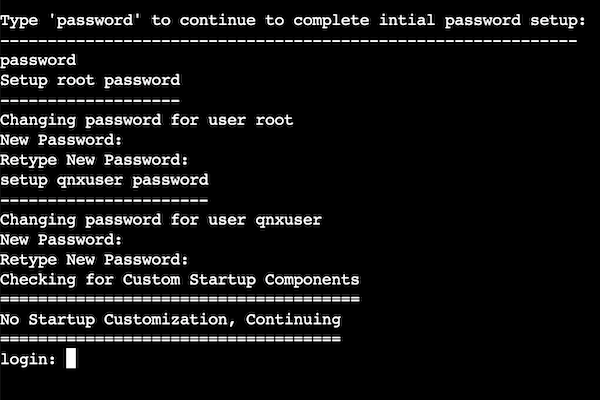 Type 'password' to continue to complete intial password setup:
-------------------------------------------------------------
password
Setup root password
-------------------
Changing password for user root
New Password:
Retype New Password:
setup qnxuser password
----------------------
Changing password for user qnxuser
New Password:
Retype New Password:
Checking for Custom Startup Components
======================================
No Startup Customization, Continuing
====================================
login: